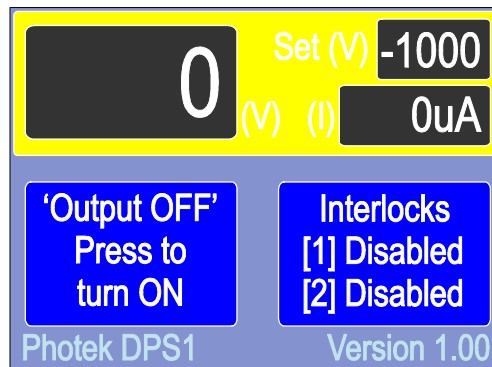 0 (V)
Set (V) -1000
(I) 0uA
‘Output OFF’
Press to
turn ON
Interlocks
[1] Disabled
[2] Disabled
Photek DPS1
Version 1.00